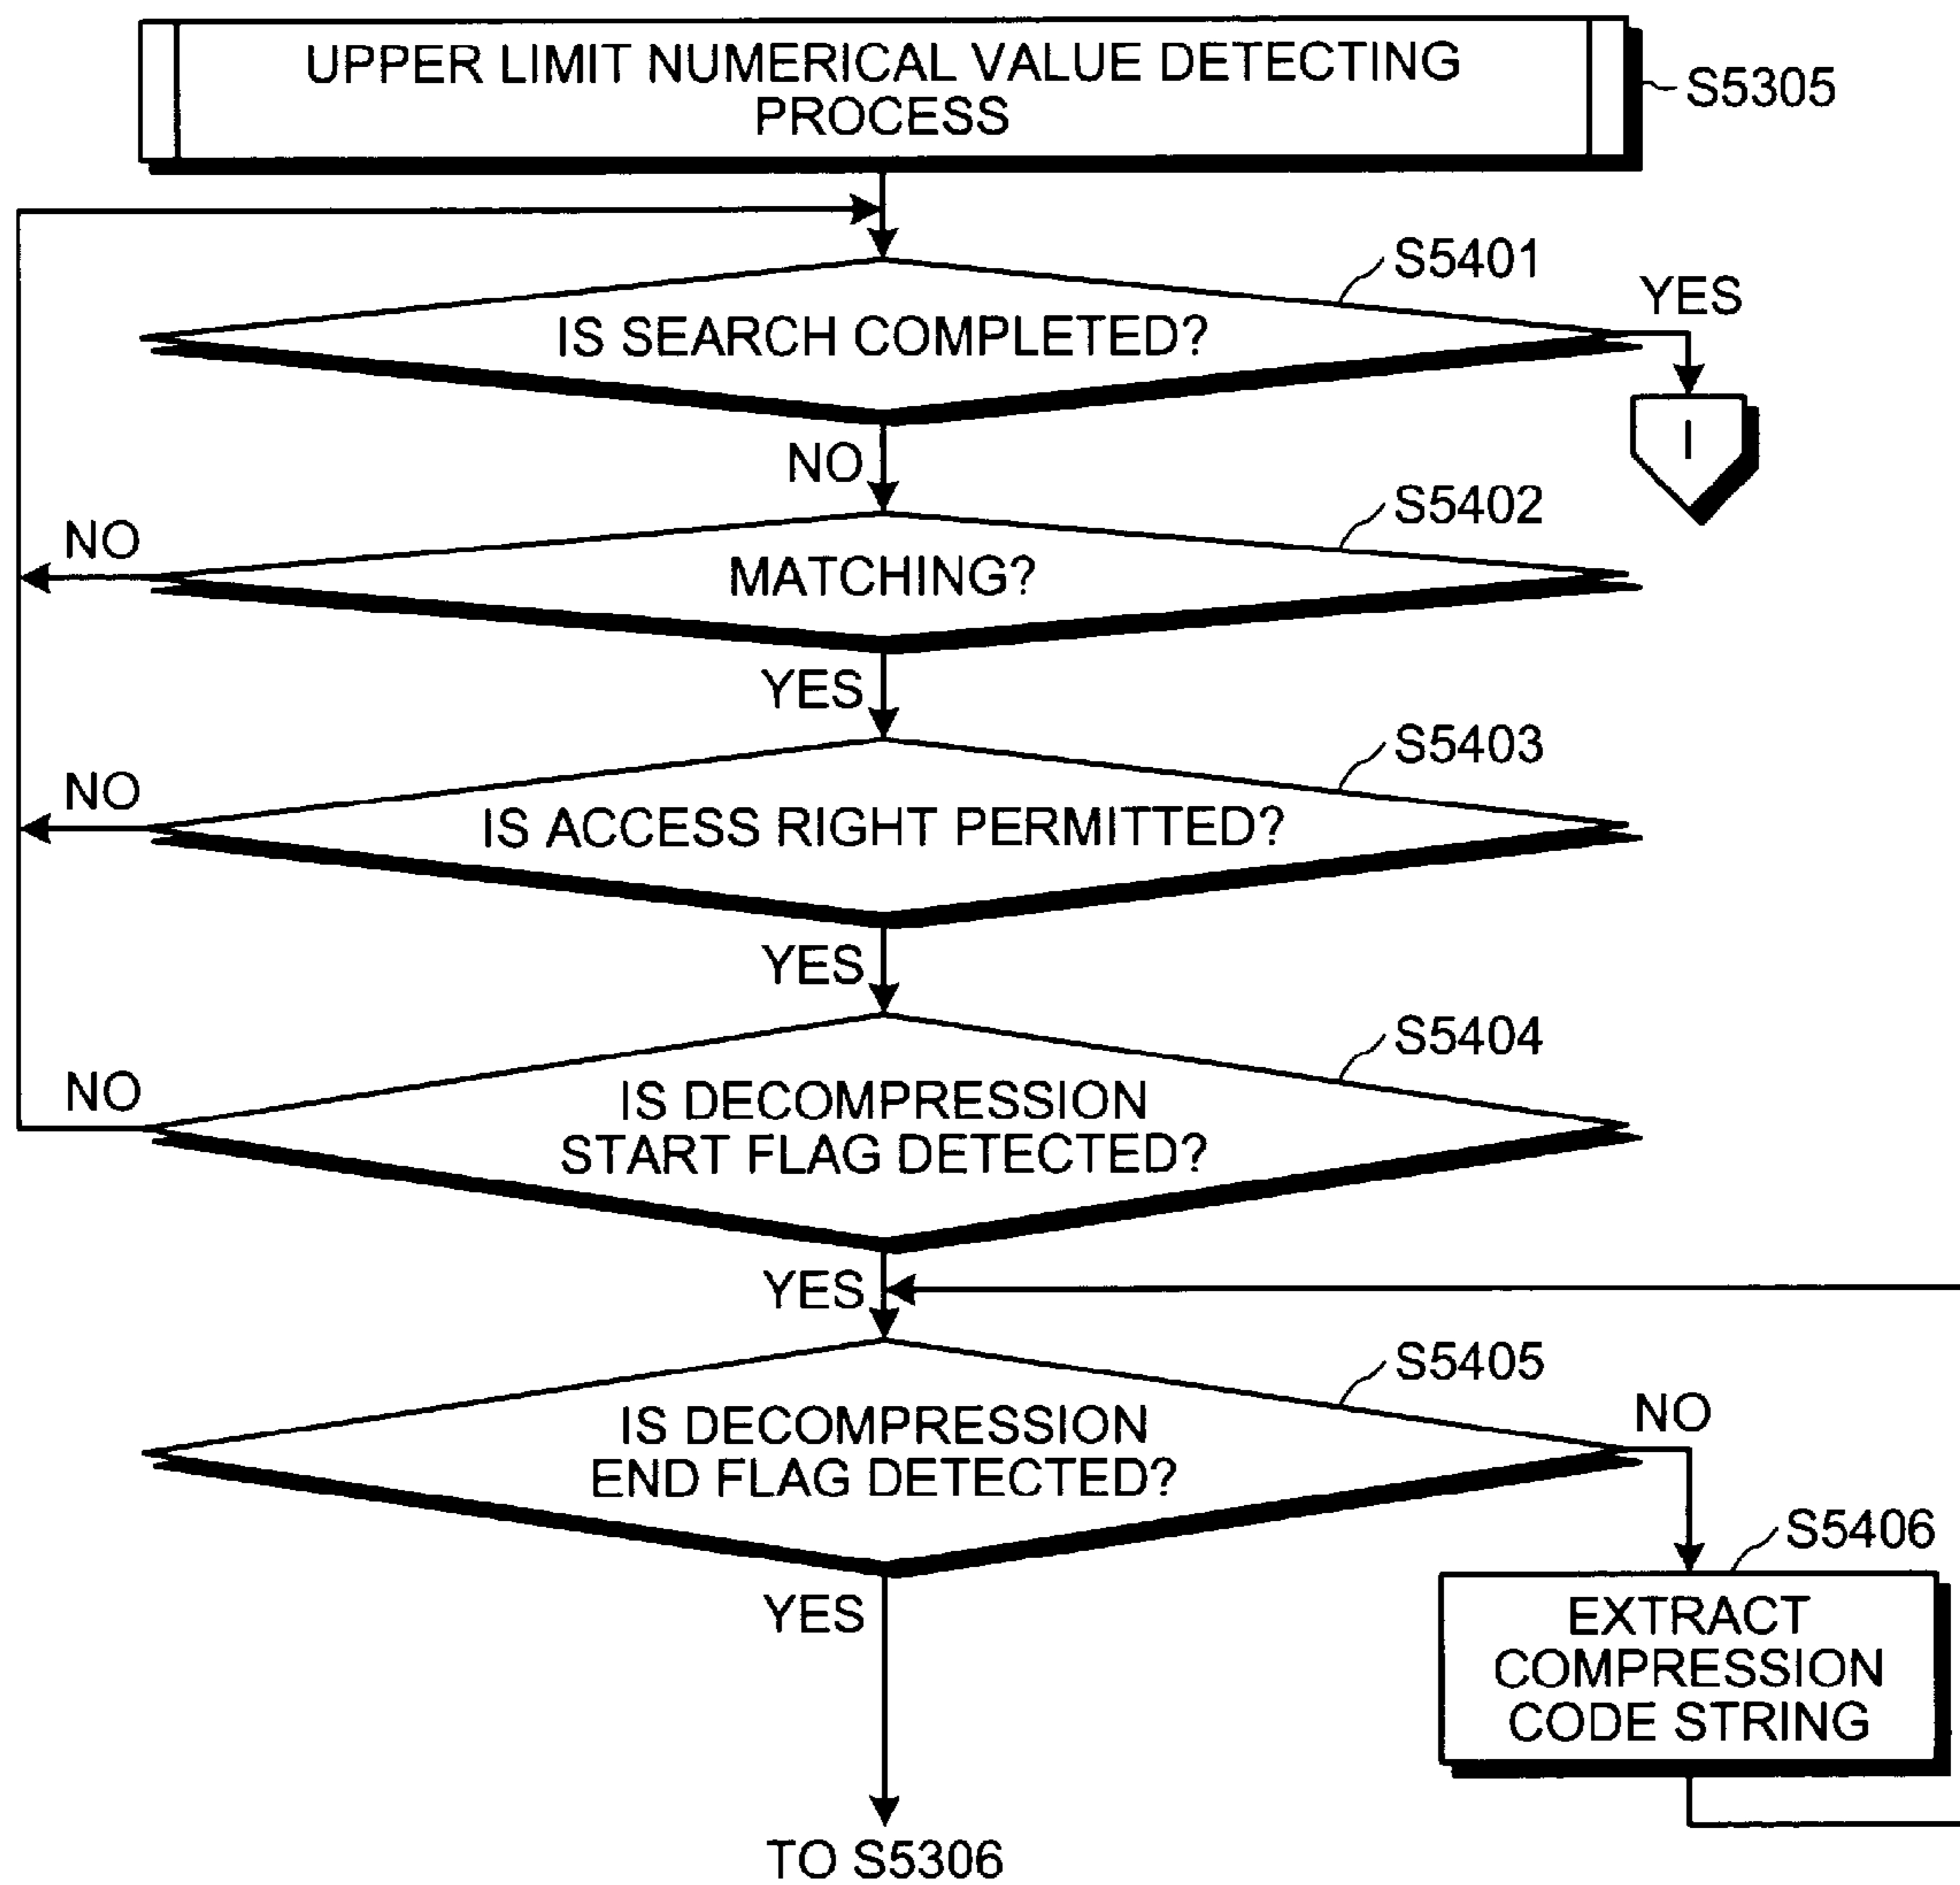 UPPER LIMIT NUMERICAL VALUE DETECTING
PROCESS
S5305
S5401
YES
IS SEARCH COMPLETED?
I
NO
S5402
NO
MATCHING?
YES
S5403
NO
IS ACCESS RIGHT PERMITTED?
YES
S5404
NO
IS DECOMPRESSION
START FLAG DETECTED?
YES
S5405
NO
IS DECOMPRESSION
END FLAG DETECTED?
S5406
YES
EXTRACT
COMPRESSION
CODE STRING
TO S5306